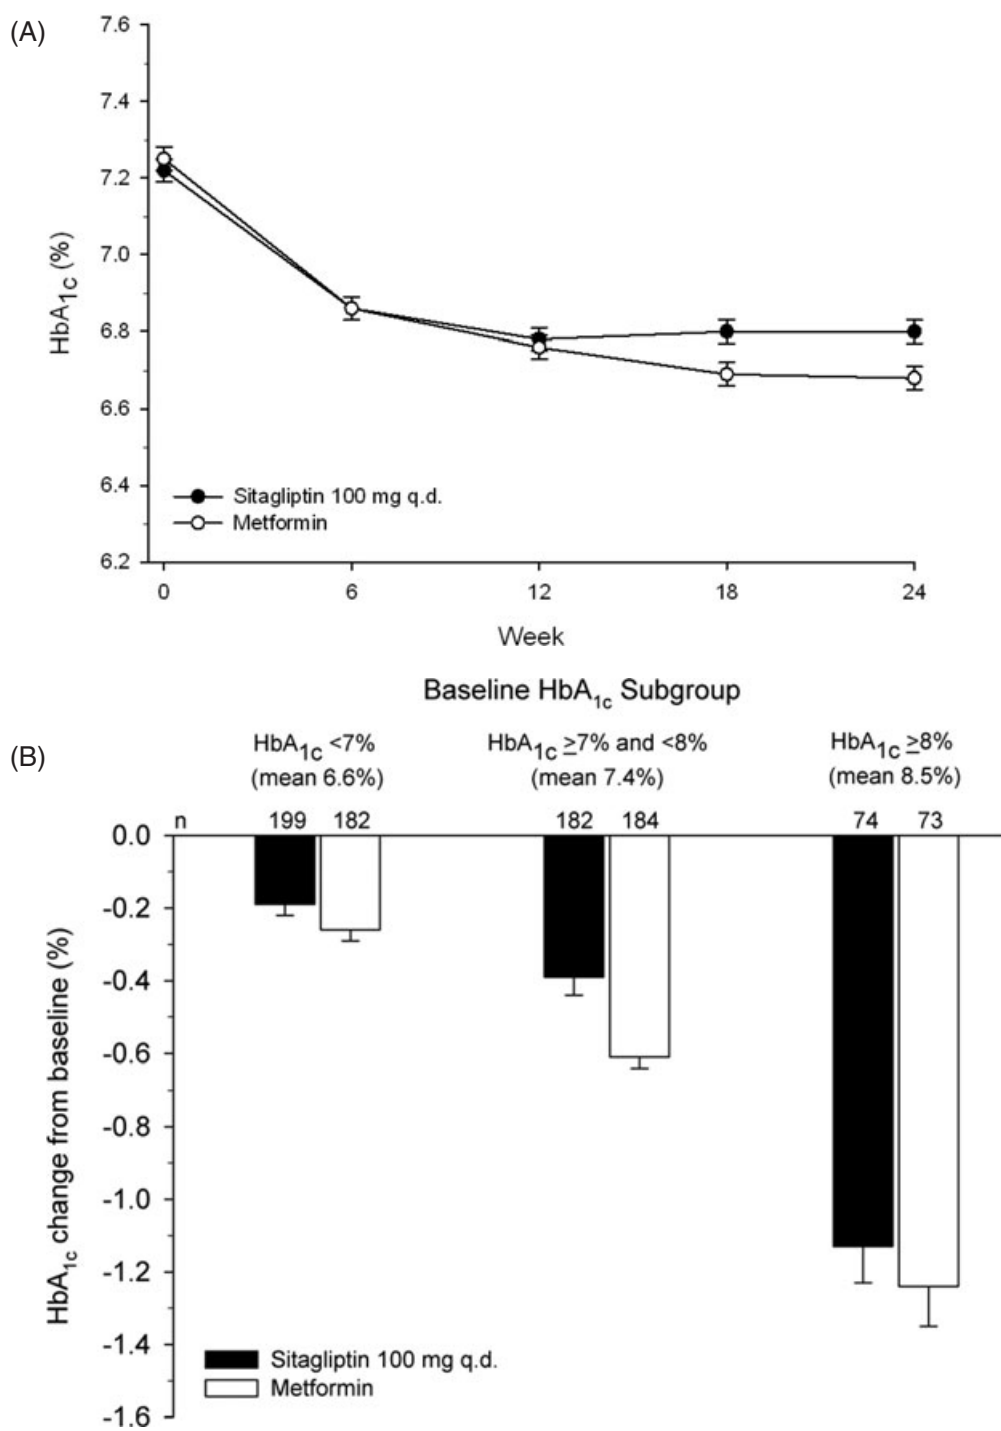 (A)
7.6
7.4
7.2
7.0
6.8
6.6
6.4
6.2
HbA1c (%)
Sitagliptin 100 mg q.d.
Metformin
0 6 12 18 24
Week
Baseline HbA1c Subgroup
(B)
HbA1c <7% HbA1c ≥7% and <8% HbA1c ≥8%
(mean 6.6%) (mean 7.4%) (mean 8.5%)
n 199 182 182 184 74 73
0.0
-0.2
-0.4
-0.6
-0.8
-1.0
-1.2
-1.4
-1.6
HbA1c change from baseline (%)
Sitagliptin 100 mg q.d.
Metformin